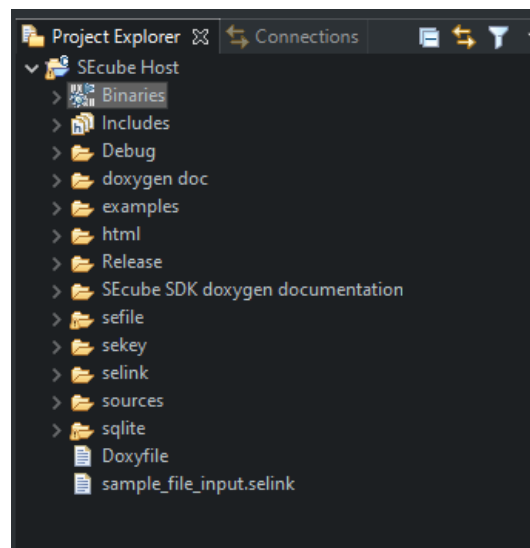 Project Explorer Connections
SEcube Host
Binaries
Includes
Debug
doxygen doc
examples
html
Release
SEcube SDK doxygen documentation
sefile
sekey
selink
sources
sqlite
Doxyfile
sample_file_input.selink